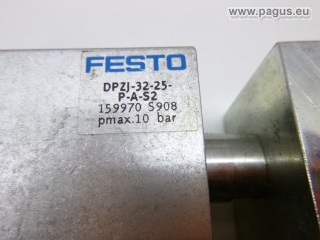 © www.pagus.eu
FESTO
DPZJ-32-25-
P-A-S2
159970 S908
pmax.10 bar